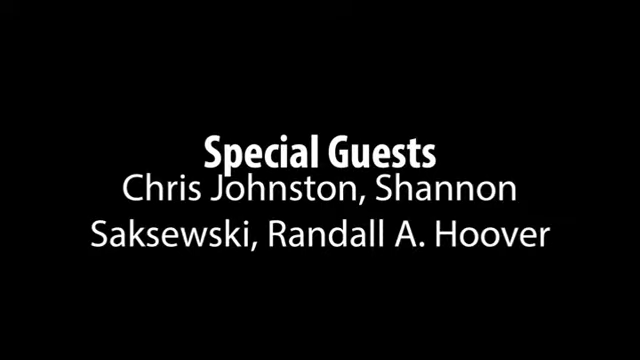 Special Guests
Chris Johnston, Shannon
Saksewski, Randall A. Hoover